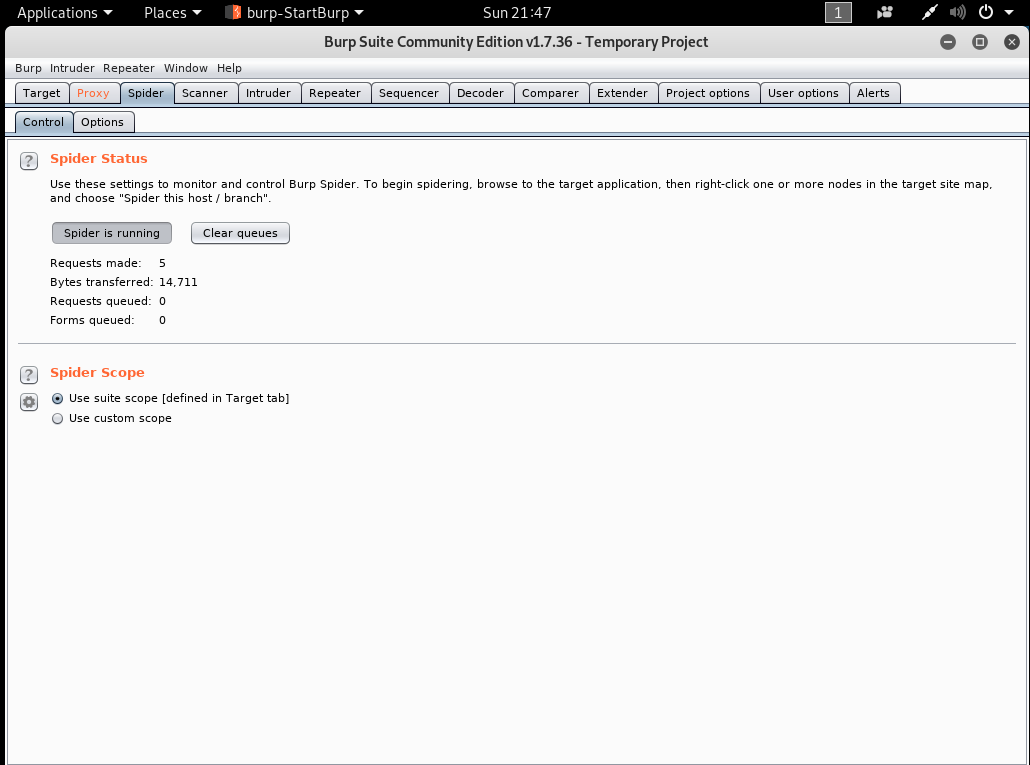 Applications Places burp-StartBurp Sun 21:47 1
Burp Suite Community Edition v1.7.36 - Temporary Project
Burp Intruder Repeater Window Help
Target Proxy Spider Scanner Intruder Repeater Sequencer Decoder Comparer Extender Project options User options Alerts
Control Options
? Spider Status
Use these settings to monitor and control Burp Spider. To begin spidering, browse to the target application, then right-click one or more nodes in the target site map,
and choose "Spider this host / branch".
Spider is running Clear queues
Requests made: 5
Bytes transferred: 14,711
Requests queued: 0
Forms queued: 0
? Spider Scope
Use suite scope [defined in Target tab]
Use custom scope